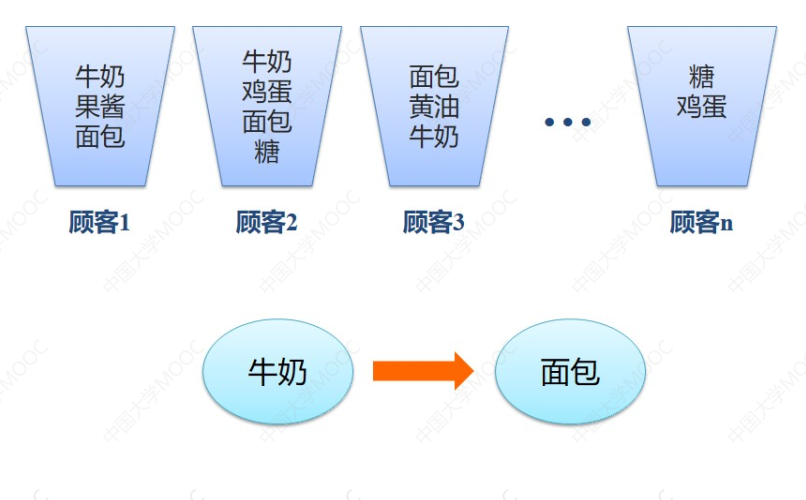 牛奶
果酱
面包
牛奶
鸡蛋
面包
糖
面包
黄油
牛奶
...
糖
鸡蛋
顾客1
顾客2
顾客3
顾客n
牛奶
面包
中国大学MOOC